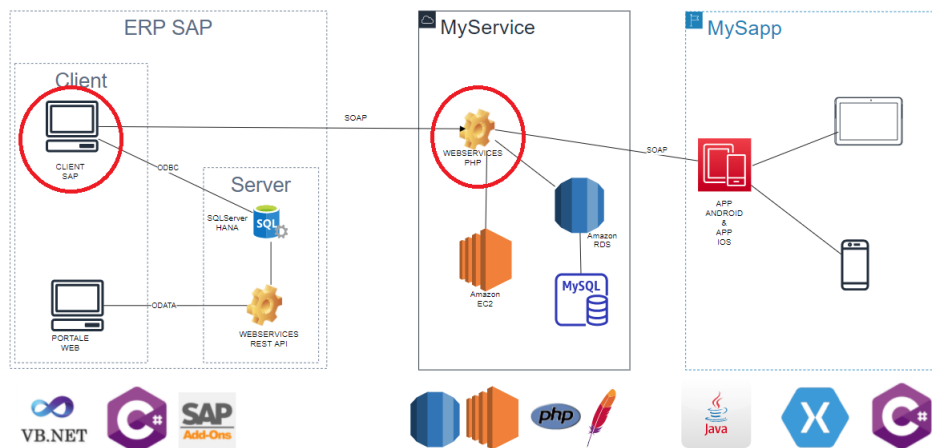 ERP SAP
MyService
MySapp
Client
CLIENT
SAP
SOAP
WEBSERVICES
PHP
SOAP
ODBC
Server
SQLServer
HANA
SQL
APP
ANDROID
&
APP
IOS
Amazon
RDS
Amazon
EC2
MySQL
PORTALE
WEB
ODATA
WEBSERVICES
REST API
VB.NET
C#
SAP
Add-Ons
php
Java
X
C#